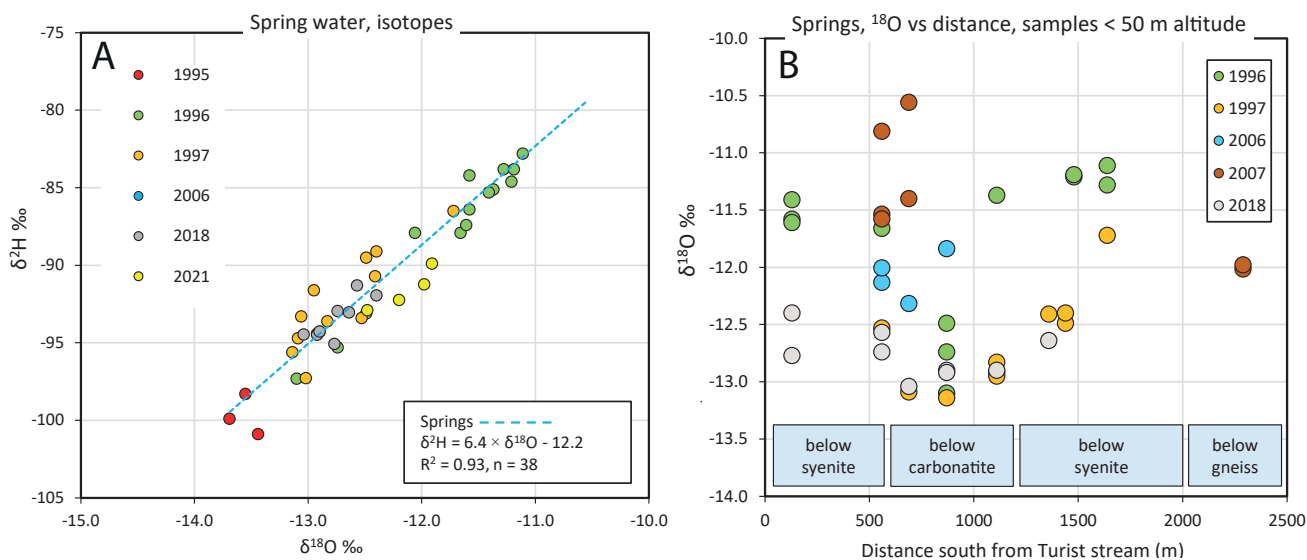 Spring water, isotopes
A
1995
1996
1997
2006
2018
2021
-75
-80
-85
-90
-95
-100
-105
δ²H ‰
Springs
δ²H = 6.4 × δ¹⁸O - 12.2
R² = 0.93, n = 38
-15.0 -14.0 -13.0 -12.0 -11.0 -10.0
δ¹⁸O ‰
Springs, ¹⁸O vs distance, samples < 50 m altitude
B
1996
1997
2006
2007
2018
-10.0
-10.5
-11.0
-11.5
-12.0
-12.5
-13.0
-13.5
-14.0
δ¹⁸O ‰
below
syenite
below
carbonatite
below
syenite
below
gneiss
0 500 1000 1500 2000 2500
Distance south from Turist stream (m)